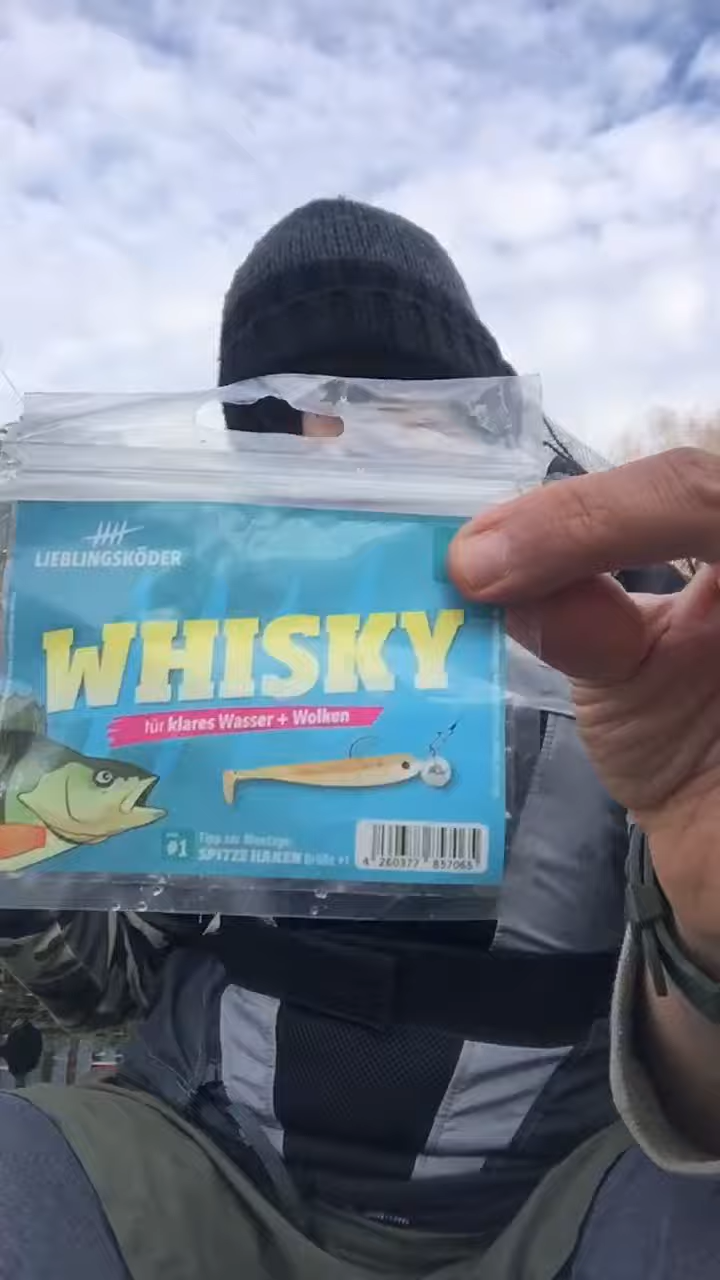 LIEBLINGSKÖDER
WHISKY
für klares Wasser + Wolken
#1
Tipp zur Montage:
SPITZE HAKEN Größe #1
4 260377 857065